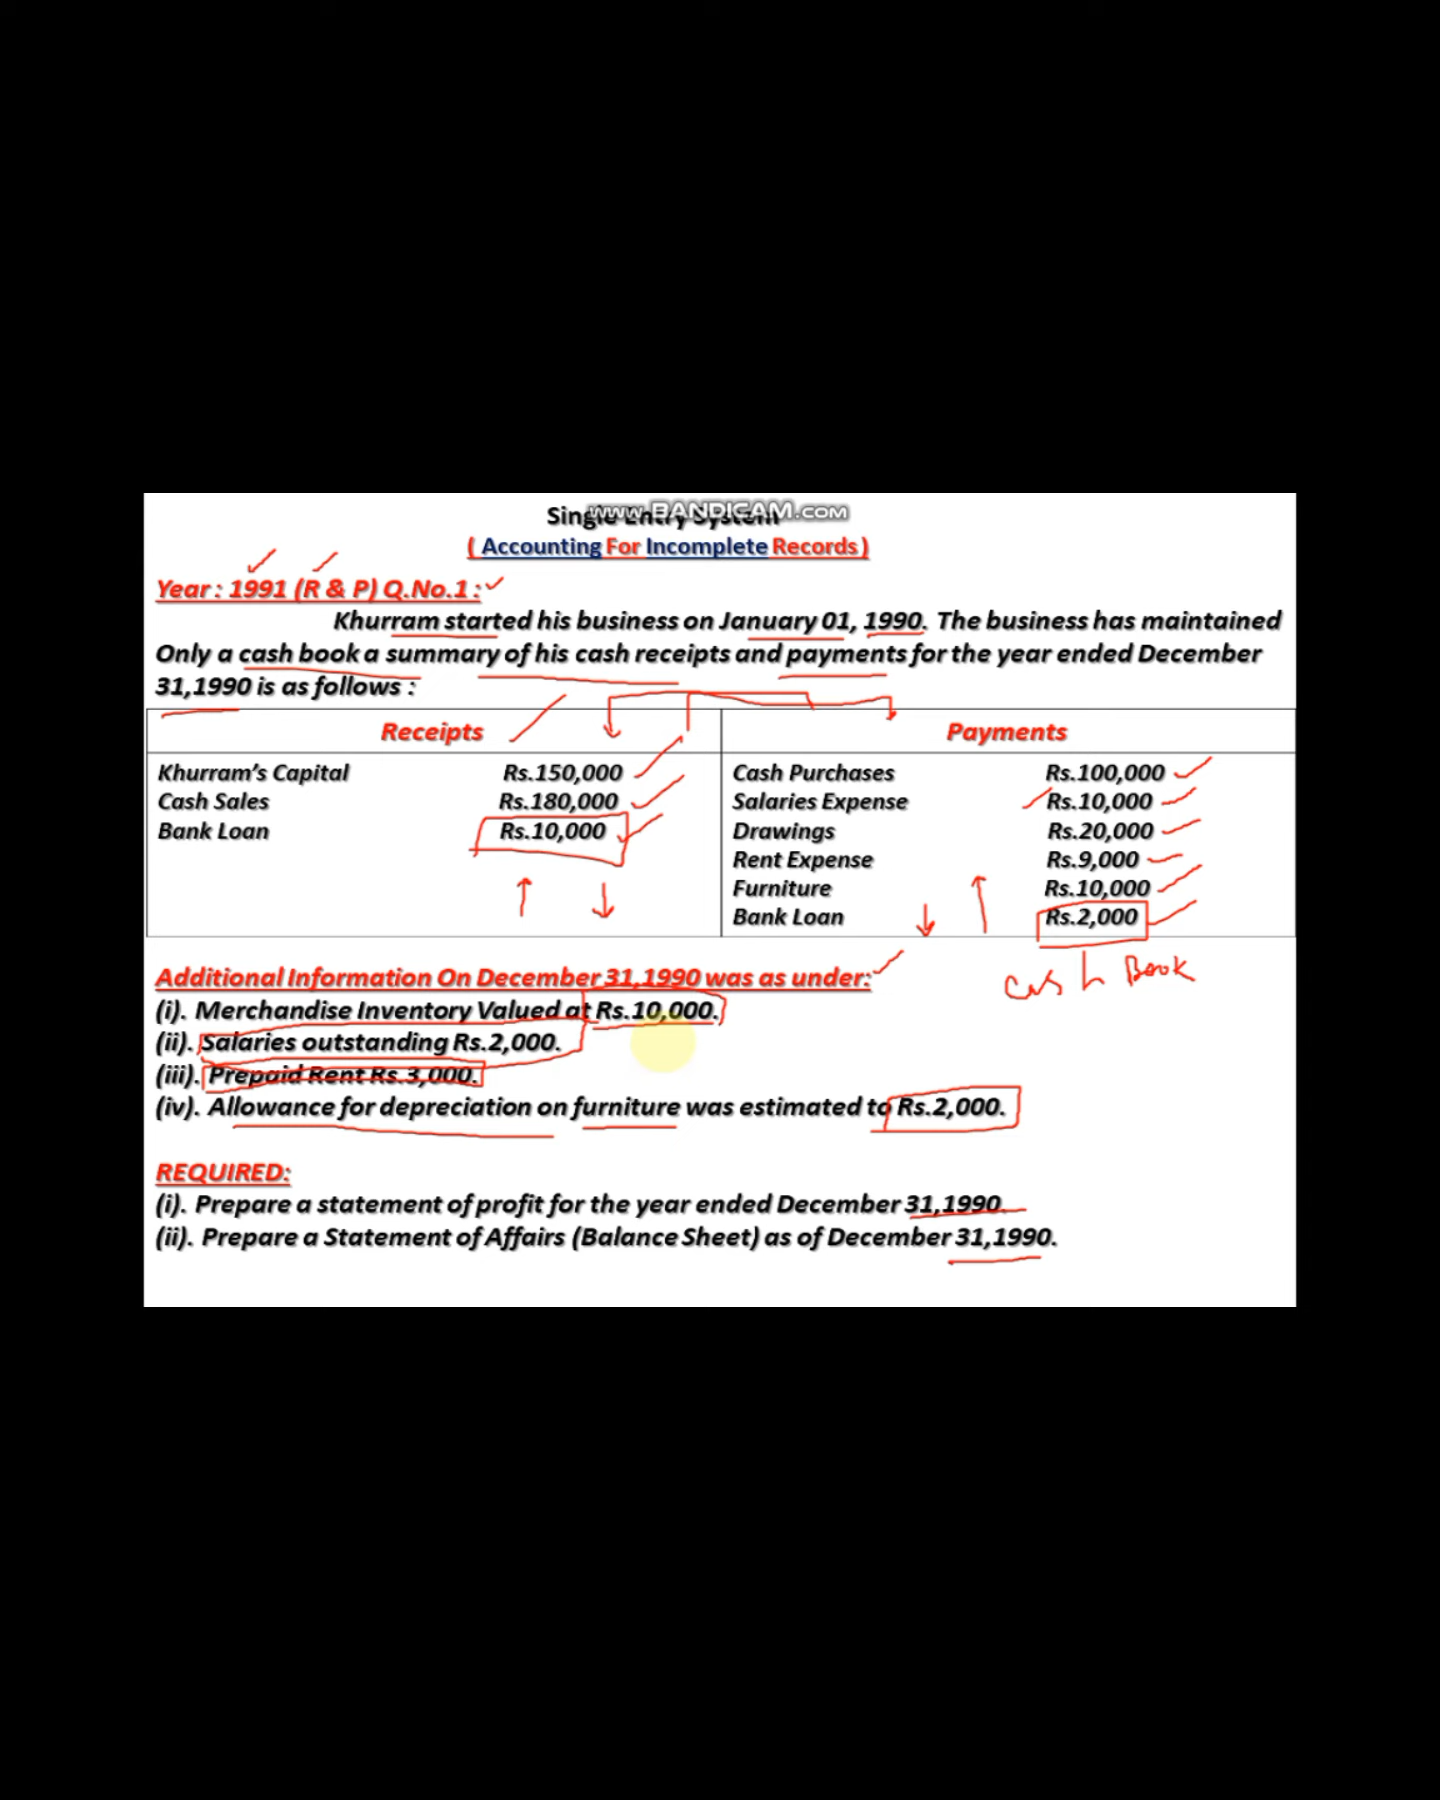 Single Entry System
www.BANDICAM.com
( Accounting For Incomplete Records )
Year : 1991 (R & P) Q.No.1 :
Khurram started his business on January 01, 1990. The business has maintained
Only a cash book a summary of his cash receipts and payments for the year ended December
31,1990 is as follows :
Receipts Payments
Khurram's Capital Rs.150,000 Cash Purchases Rs.100,000
Cash Sales Rs.180,000 Salaries Expense Rs.10,000
Bank Loan Rs.10,000 Drawings Rs.20,000
Rent Expense Rs.9,000
Furniture Rs.10,000
Bank Loan Rs.2,000
Cash Book
Additional Information On December 31,1990 was as under:
(i). Merchandise Inventory Valued at Rs.10,000.
(ii). Salaries outstanding Rs.2,000.
(iii). Prepaid Rent Rs.3,000.
(iv). Allowance for depreciation on furniture was estimated to Rs.2,000.
REQUIRED:
(i). Prepare a statement of profit for the year ended December 31,1990.
(ii). Prepare a Statement of Affairs (Balance Sheet) as of December 31,1990.